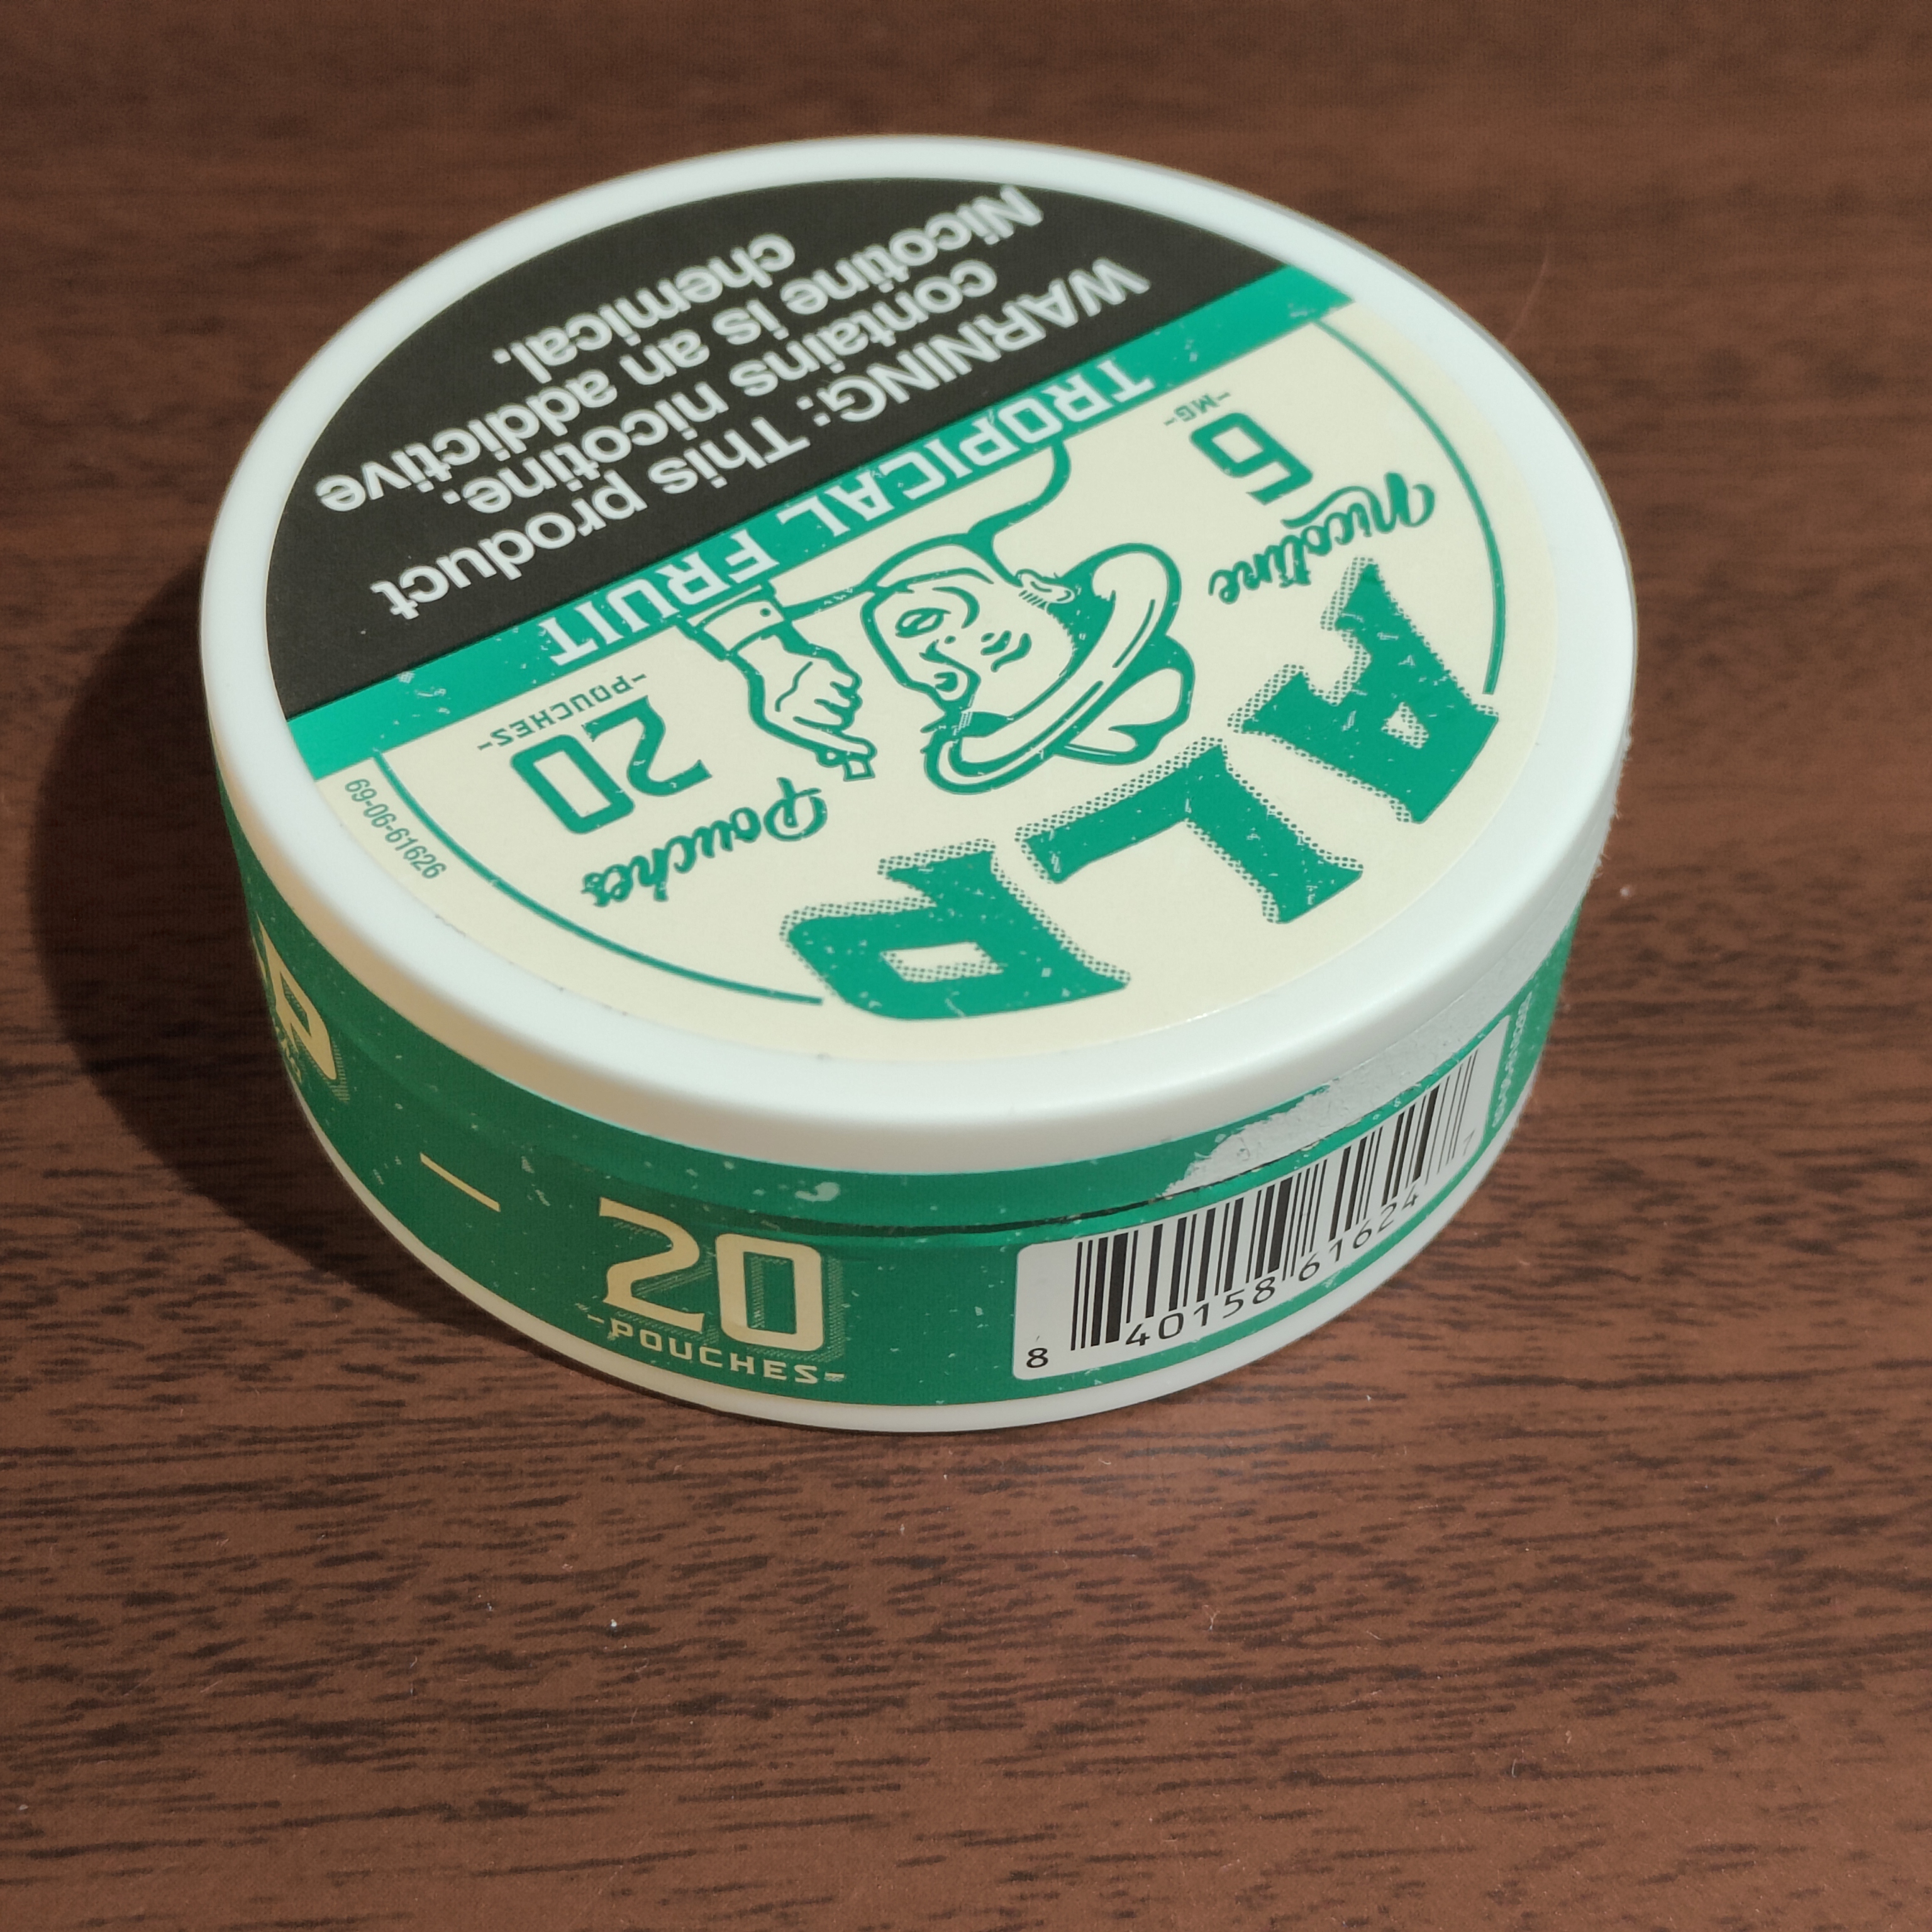 ALP
Nicotine
6
-MG-
Pouches
20
-POUCHES-
TROPICAL FRUIT
WARNING: This product
contains nicotine.
Nicotine is an addictive
chemical.
69-06-61626
20
-POUCHES-
8 40158 61624 7